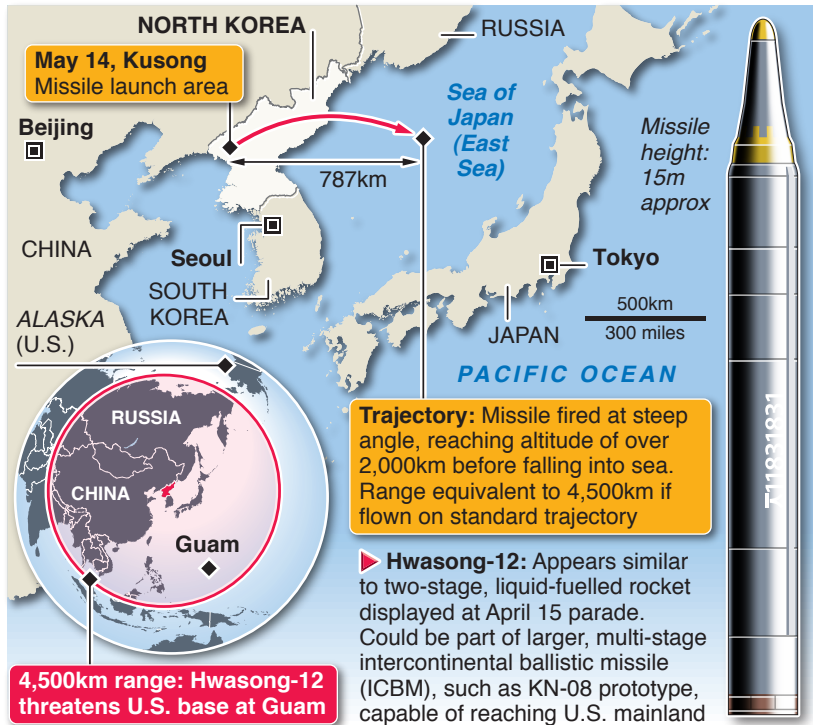 NORTH KOREA
RUSSIA
May 14, Kusong
Missile launch area
Beijing
Sea of
Japan
(East
Sea)
Missile
height:
15m
approx
787km
CHINA
Seoul
SOUTH
KOREA
Tokyo
ALASKA
(U.S.)
JAPAN
500km
300 miles
PACIFIC OCEAN
RUSSIA
CHINA
Guam
Trajectory: Missile fired at steep
angle, reaching altitude of over
2,000km before falling into sea.
Range equivalent to 4,500km if
flown on standard trajectory
T11831831
Hwasong-12: Appears similar
to two-stage, liquid-fuelled rocket
displayed at April 15 parade.
Could be part of larger, multi-stage
intercontinental ballistic missile
(ICBM), such as KN-08 prototype,
capable of reaching U.S. mainland
4,500km range: Hwasong-12
threatens U.S. base at Guam